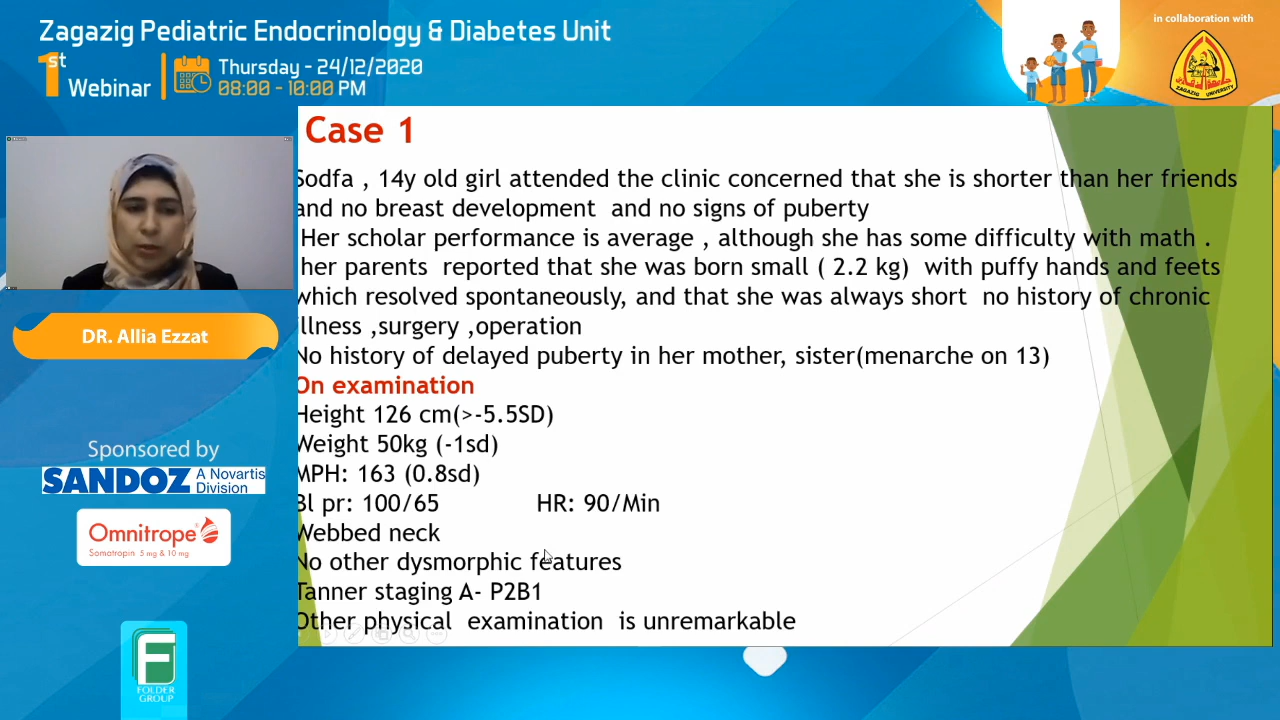 Zagazig Pediatric Endocrinology & Diabetes Unit
1st Webinar
Thursday - 24/12/2020
08:00 - 10:00 PM
in collaboration with
ZAGAZIG UNIVERSITY
Case 1
Sodfa , 14y old girl attended the clinic concerned that she is shorter than her friends
and no breast development and no signs of puberty
Her scholar performance is average , although she has some difficulty with math .
her parents reported that she was born small ( 2.2 kg) with puffy hands and feets
which resolved spontaneously, and that she was always short no history of chronic
illness ,surgery ,operation
No history of delayed puberty in her mother, sister(menarche on 13)
On examination
Height 126 cm(>-5.5SD)
Weight 50kg (-1sd)
MPH: 163 (0.8sd)
Bl pr: 100/65 HR: 90/Min
Webbed neck
No other dysmorphic features
Tanner staging A- P2B1
Other physical examination is unremarkable
DR. Allia Ezzat
Sponsored by
SANDOZ A Novartis
Division
Omnitrope
Somatropin 5 mg & 10 mg
FOLDER
GROUP